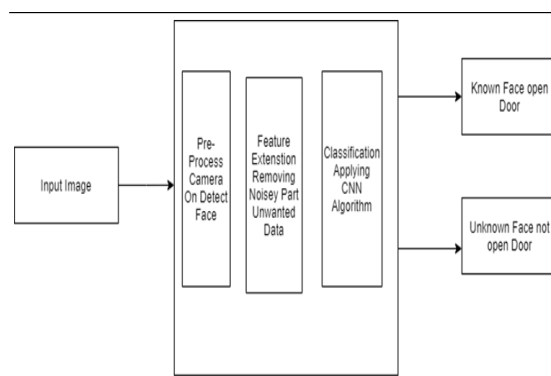 Input Image
Pre-
Process
Camera
On Detect
Face
Feature
Extenstion
Removing
Noisey Part
Unwanted
Data
Classification
Applying
CNN
Algorithm
Known Face open
Door
Unknown Face not
open Door